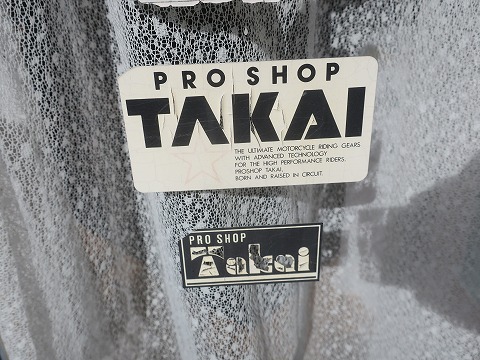 PRO SHOP
TAKAI
THE ULTIMATE MOTORCYCLE RIDING GEARS
WITH ADVANCED TECHNOLOGY
FOR THE HIGH PERFORMANCE RIDERS.
PROSHOP TAKAI.
BORN AND RAISED IN CIRCUIT.
PRO SHOP
Takai